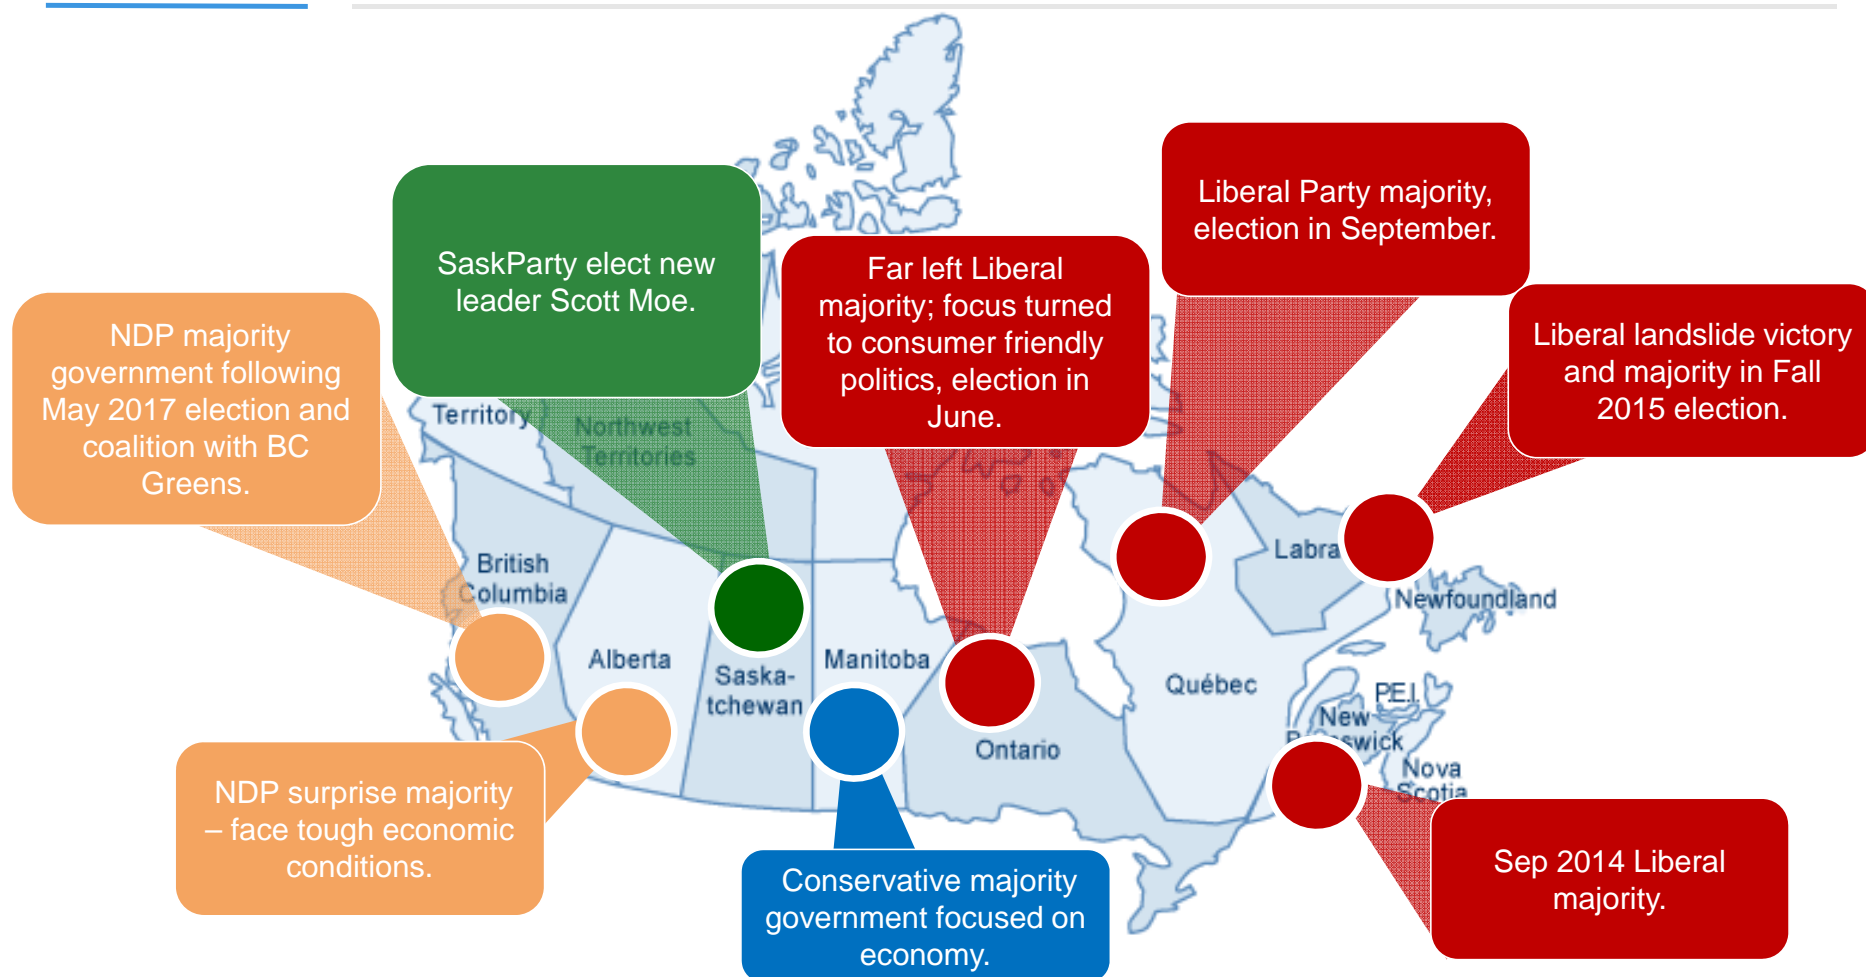 Liberal Party majority,
election in September.
SaskParty elect new
leader Scott Moe.
Far left Liberal
majority; focus turned
to consumer friendly
politics, election in
June.
Liberal landslide victory
and majority in Fall
2015 election.
NDP majority
government following
May 2017 election and
coalition with BC
Greens.
Territory
Northwest
Territories
British
Columbia
Labra
Newfoundland
Alberta
Saska-
tchewan
Manitoba
Ontario
Québec
P.E.I.
New
Nova
Scotia
NDP surprise majority
– face tough economic
conditions.
Conservative majority
government focused on
economy.
Sep 2014 Liberal
majority.